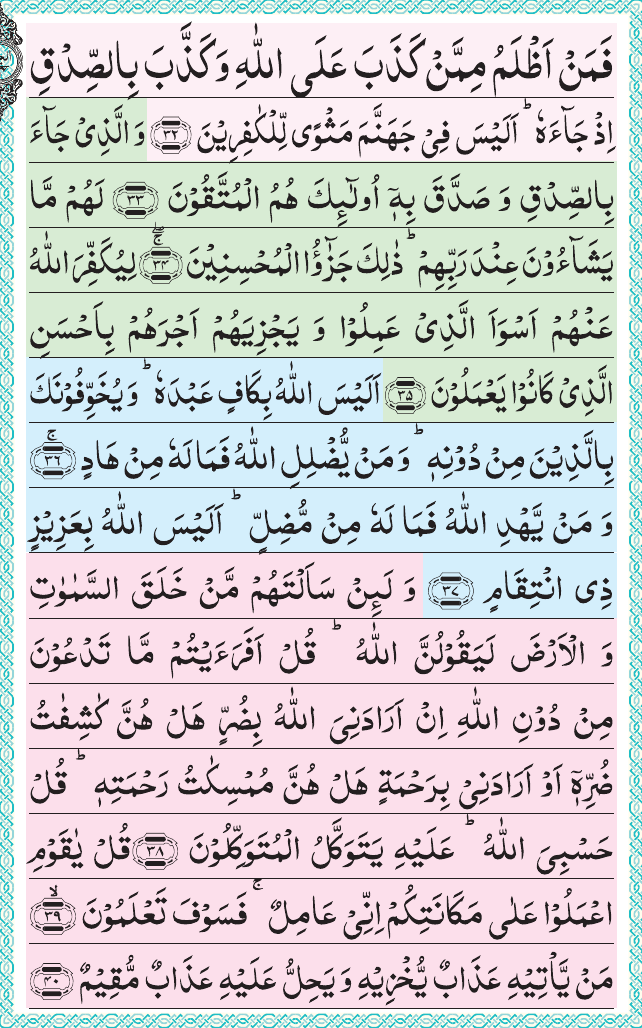 فَمَنْ اَظْلَمُ مِمَّنْ كَذَبَ عَلَى اللّٰهِ وَكَذَّبَ بِالصِّدْقِ
اِذْ جَآءَهٗ ؕ اَلَيْسَ فِيْ جَهَنَّمَ مَثْوًى لِّلْكٰفِرِيْنَ ﴿۳۲﴾ وَالَّذِيْ جَآءَ
بِالصِّدْقِ وَ صَدَّقَ بِهٖۤ اُولٰٓئِكَ هُمُ الْمُتَّقُوْنَ ﴿۳۳﴾ لَهُمْ مَّا
يَشَآءُوْنَ عِنْدَ رَبِّهِمْ ؕ ذٰلِكَ جَزٰٓؤُا الْمُحْسِنِيْنَ ﴿۳۴﴾ۚۖ لِيُكَفِّرَ اللّٰهُ
عَنْهُمْ اَسْوَاَ الَّذِيْ عَمِلُوْا وَ يَجْزِيَهُمْ اَجْرَهُمْ بِاَحْسَنِ
الَّذِيْ كَانُوْا يَعْمَلُوْنَ ﴿۳۵﴾ اَلَيْسَ اللّٰهُ بِكَافٍ عَبْدَهٗ ؕ وَيُخَوِّفُوْنَكَ
بِالَّذِيْنَ مِنْ دُوْنِهٖ ؕ وَ مَنْ يُّضْلِلِ اللّٰهُ فَمَا لَهٗ مِنْ هَادٍ ﴿۳۶﴾ۚ
وَ مَنْ يَّهْدِ اللّٰهُ فَمَا لَهٗ مِنْ مُّضِلٍّ ؕ اَلَيْسَ اللّٰهُ بِعَزِيْزٍ
ذِى انْتِقَامٍ ﴿۳۷﴾ وَ لَئِنْ سَاَلْتَهُمْ مَّنْ خَلَقَ السَّمٰوٰتِ
وَ الْاَرْضَ لَيَقُوْلُنَّ اللّٰهُ ؕ قُلْ اَفَرَءَيْتُمْ مَّا تَدْعُوْنَ
مِنْ دُوْنِ اللّٰهِ اِنْ اَرَادَنِيَ اللّٰهُ بِضُرٍّ هَلْ هُنَّ كٰشِفٰتُ
ضُرِّهٖۤ اَوْ اَرَادَنِيْ بِرَحْمَةٍ هَلْ هُنَّ مُمْسِكٰتُ رَحْمَتِهٖ ؕ قُلْ
حَسْبِيَ اللّٰهُ ؕ عَلَيْهِ يَتَوَكَّلُ الْمُتَوَكِّلُوْنَ ﴿۳۸﴾ قُلْ يٰقَوْمِ
اعْمَلُوْا عَلٰى مَكَانَتِكُمْ اِنِّيْ عَامِلٌ ۚ فَسَوْفَ تَعْلَمُوْنَ ﴿۳۹﴾ۙ
مَنْ يَّاْتِيْهِ عَذَابٌ يُّخْزِيْهِ وَ يَحِلُّ عَلَيْهِ عَذَابٌ مُّقِيْمٌ ﴿۴۰﴾